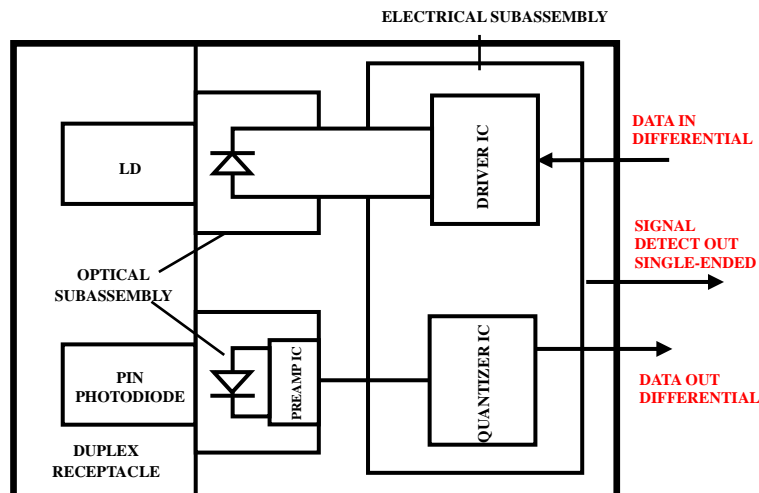 ELECTRICAL SUBASSEMBLY
DATA IN
DIFFERENTIAL
LD
DRIVER IC
SIGNAL
DETECT OUT
SINGLE-ENDED
OPTICAL
SUBASSEMBLY
PIN
PHOTODIODE
PREAMP IC
QUANTIZER IC
DATA OUT
DIFFERENTIAL
DUPLEX
RECEPTACLE